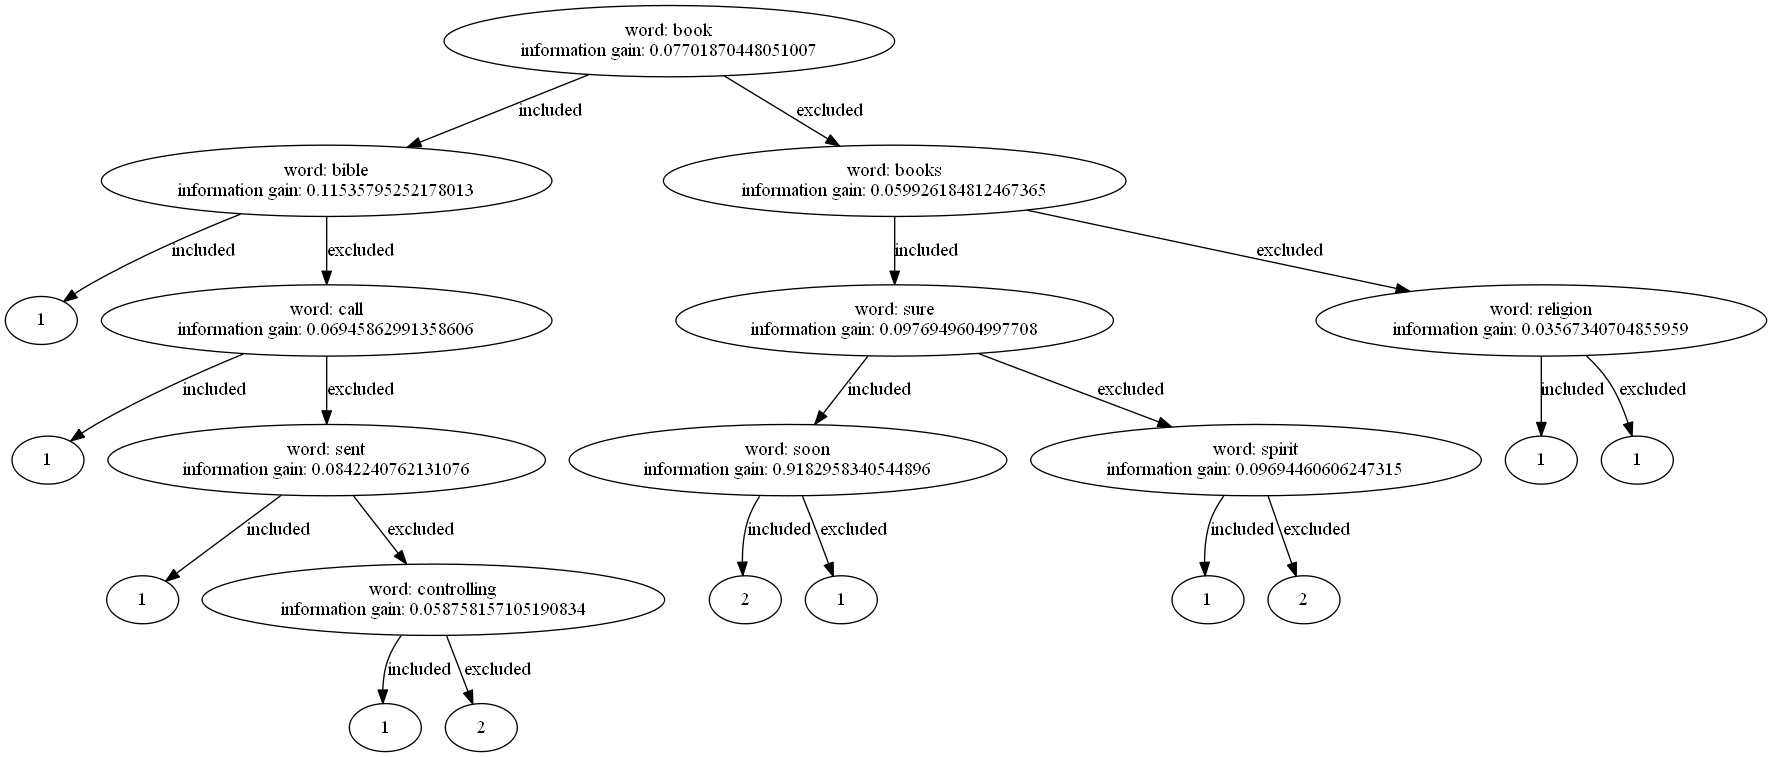 word: book
information gain: 0.07701870448051007
included
excluded
word: bible
information gain: 0.11535795252178013
word: books
information gain: 0.059926184812467365
included
excluded
included
excluded
1
word: call
information gain: 0.06945862991358606
word: sure
information gain: 0.0976949604997708
word: religion
information gain: 0.03567340704855959
included
excluded
included
excluded
included
excluded
1
word: sent
information gain: 0.0842240762131076
word: soon
information gain: 0.9182958340544896
word: spirit
information gain: 0.09694460606247315
1
1
included
excluded
included
excluded
included
excluded
1
word: controlling
information gain: 0.058758157105190834
2
1
1
2
included
excluded
1
2